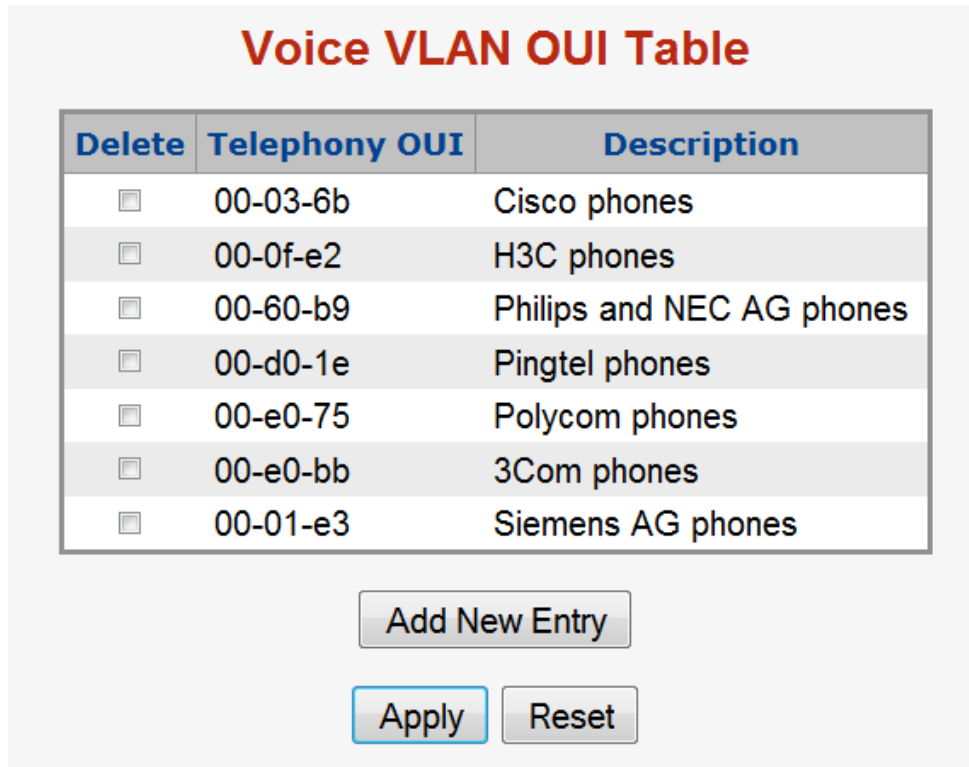 Voice VLAN OUI Table
Delete Telephony OUI Description
00-03-6b Cisco phones
00-0f-e2 H3C phones
00-60-b9 Philips and NEC AG phones
00-d0-1e Pingtel phones
00-e0-75 Polycom phones
00-e0-bb 3Com phones
00-01-e3 Siemens AG phones
Add New Entry
Apply Reset